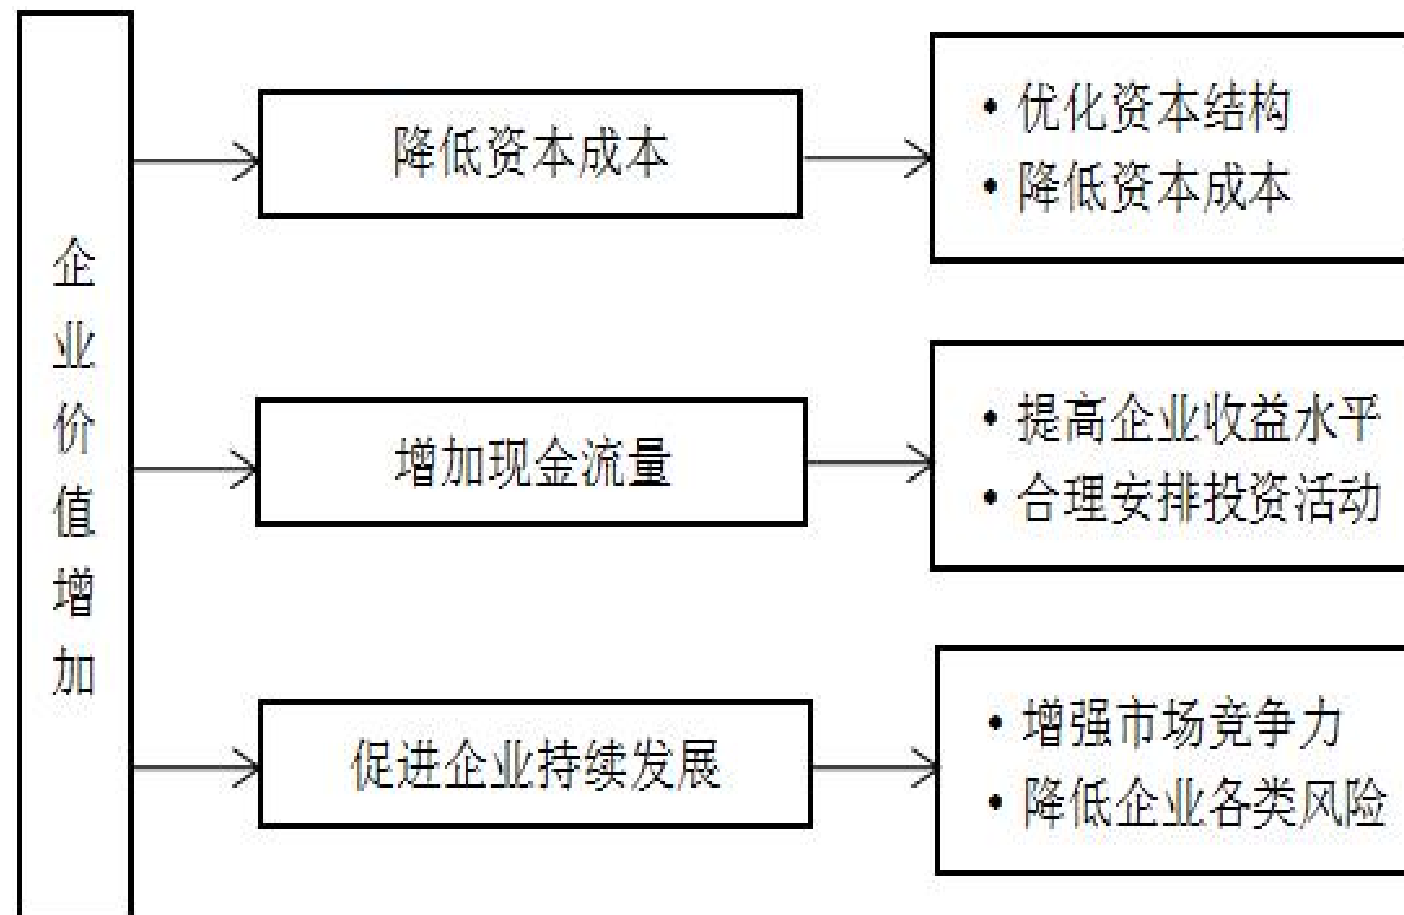 企业价值增加
降低资本成本
• 优化资本结构
• 降低资本成本
增加现金流量
• 提高企业收益水平
• 合理安排投资活动
促进企业持续发展
• 增强市场竞争力
• 降低企业各类风险